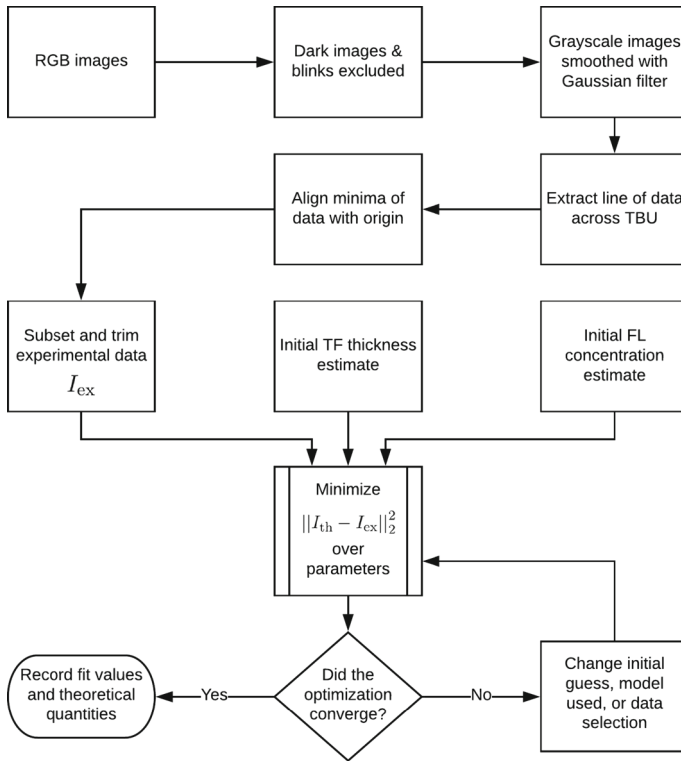 RGB images
Dark images &
blinks excluded
Grayscale images
smoothed with
Gaussian filter
Align minima of
data with origin
Extract line of data
across TBU
Subset and trim
experimental data
I_ex
Initial TF thickness
estimate
Initial FL
concentration
estimate
Minimize
||I_th − I_ex||₂²
over
parameters
Record fit values
and theoretical
quantities
Yes
Did the
optimization
converge?
No
Change initial
guess, model
used, or data
selection